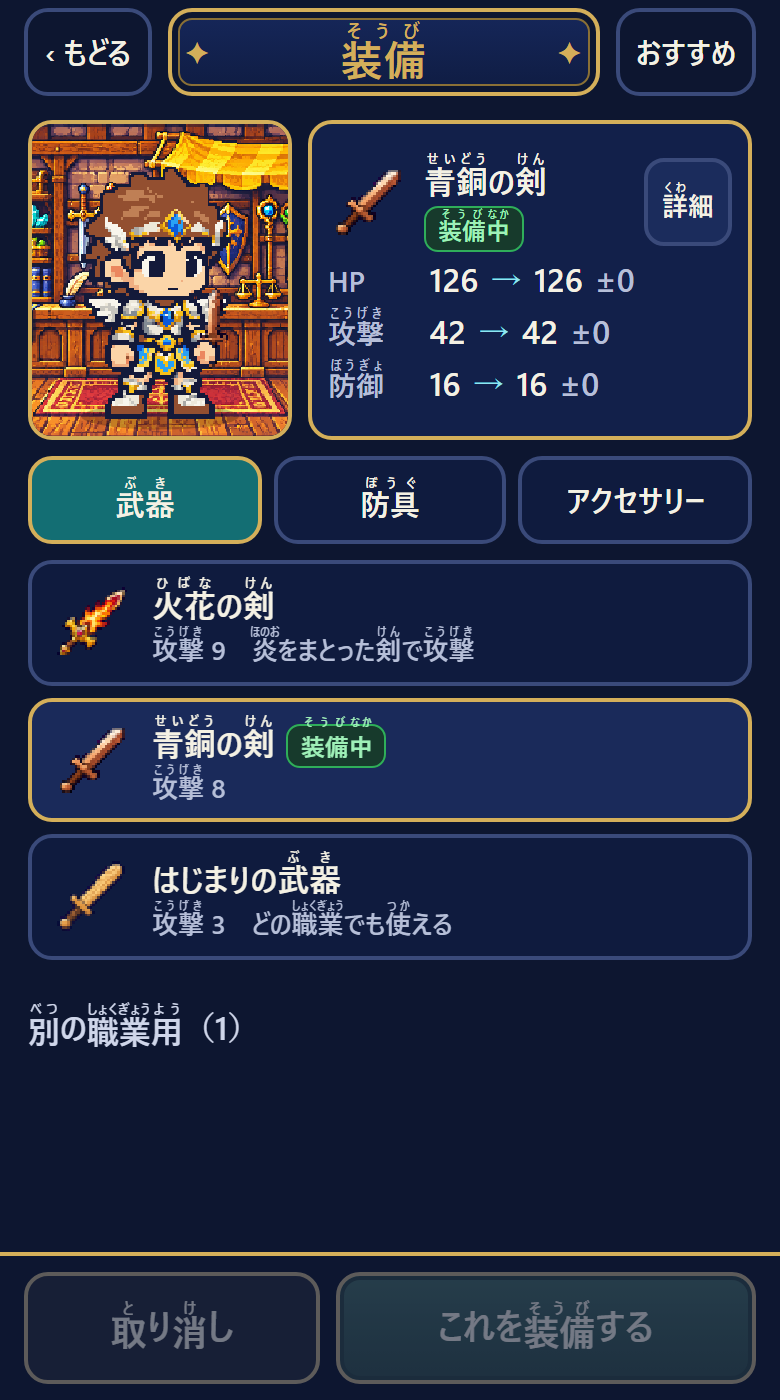 ‹ もどる
そうび
装備
おすすめ
せいどう けん
青銅の剣
そうびなか
装備中
くわ
詳細
HP 126 → 126 ±0
こうげき
攻撃 42 → 42 ±0
ぼうぎょ
防御 16 → 16 ±0
ぶき
武器
ぼうぐ
防具
アクセサリー
ひばな けん
火花の剣
こうげき ほのお けん こうげき
攻撃 9 炎をまとった剣で攻撃
せいどう けん そうびなか
青銅の剣 装備中
こうげき
攻撃 8
ぶき
はじまりの武器
こうげき しょくぎょう つか
攻撃 3 どの職業でも使える
べつ しょくぎょうよう
別の職業用（1）
と け
取り消し
そうび
これを装備する